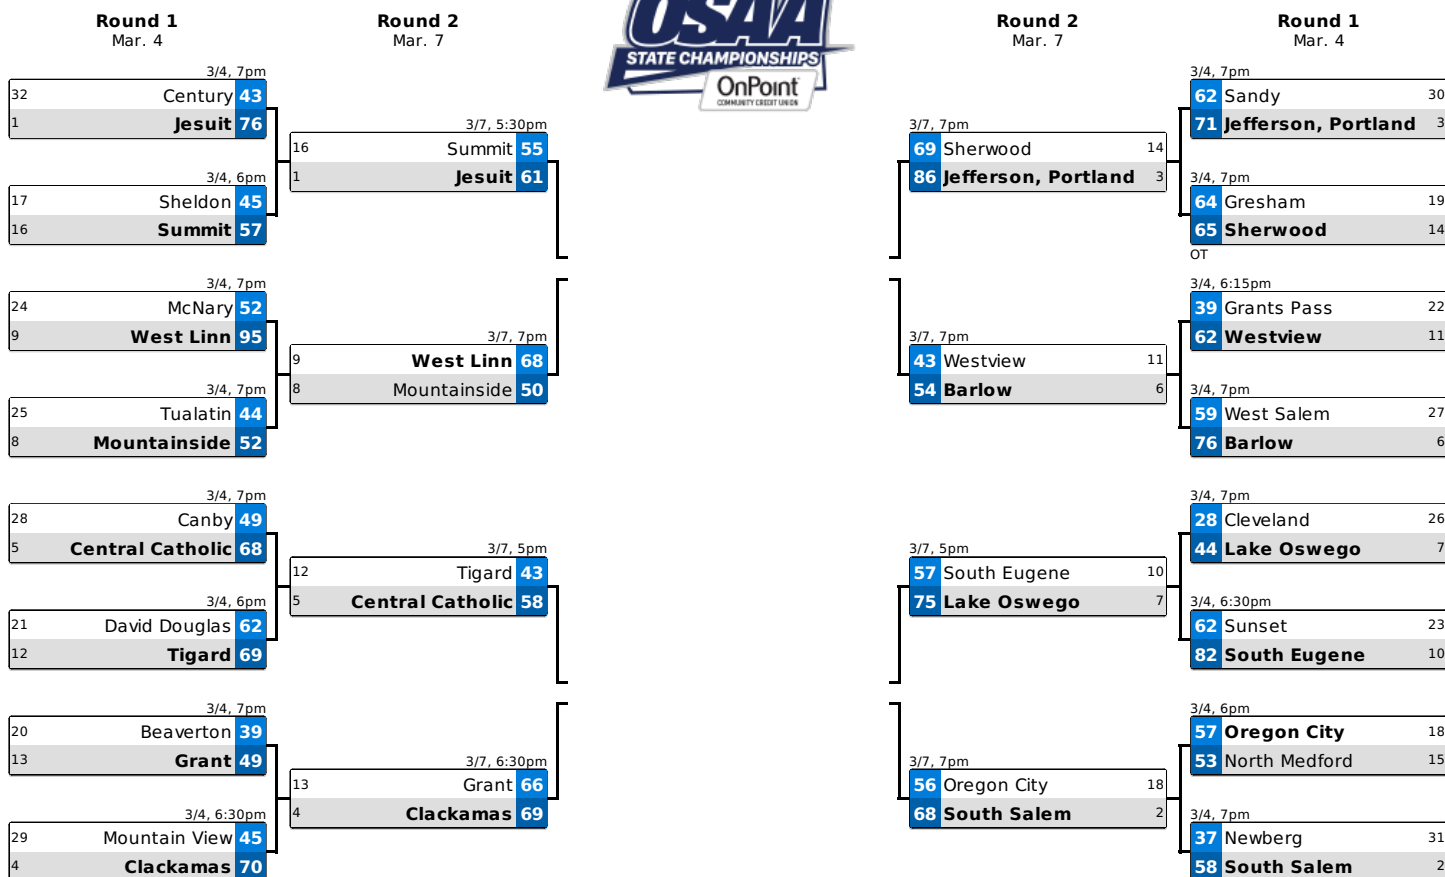 Round 1
Mar. 4
Round 2
Mar. 7
OSAA
STATE CHAMPIONSHIPS
OnPoint
COMMUNITY CREDIT UNION
Round 2
Mar. 7
Round 1
Mar. 4
3/4, 7pm
32 Century 43
1 Jesuit 76
3/4, 6pm
17 Sheldon 45
16 Summit 57
3/4, 7pm
24 McNary 52
9 West Linn 95
3/4, 7pm
25 Tualatin 44
8 Mountainside 52
3/4, 7pm
28 Canby 49
5 Central Catholic 68
3/4, 6pm
21 David Douglas 62
12 Tigard 69
3/4, 7pm
20 Beaverton 39
13 Grant 49
3/4, 6:30pm
29 Mountain View 45
4 Clackamas 70
3/7, 5:30pm
16 Summit 55
1 Jesuit 61
3/7, 7pm
9 West Linn 68
8 Mountainside 50
3/7, 5pm
12 Tigard 43
5 Central Catholic 58
3/7, 6:30pm
13 Grant 66
4 Clackamas 69
3/7, 7pm
69 Sherwood 14
86 Jefferson, Portland 3
3/7, 7pm
43 Westview 11
54 Barlow 6
3/7, 5pm
57 South Eugene 10
75 Lake Oswego 7
3/7, 7pm
56 Oregon City 18
68 South Salem 2
3/4, 7pm
62 Sandy 30
71 Jefferson, Portland 3
3/4, 7pm
64 Gresham 19
65 Sherwood 14
OT
3/4, 6:15pm
39 Grants Pass 22
62 Westview 11
3/4, 7pm
59 West Salem 27
76 Barlow 6
3/4, 7pm
28 Cleveland 26
44 Lake Oswego 7
3/4, 6:30pm
62 Sunset 23
82 South Eugene 10
3/4, 6pm
57 Oregon City 18
53 North Medford 15
3/4, 7pm
37 Newberg 31
58 South Salem 2